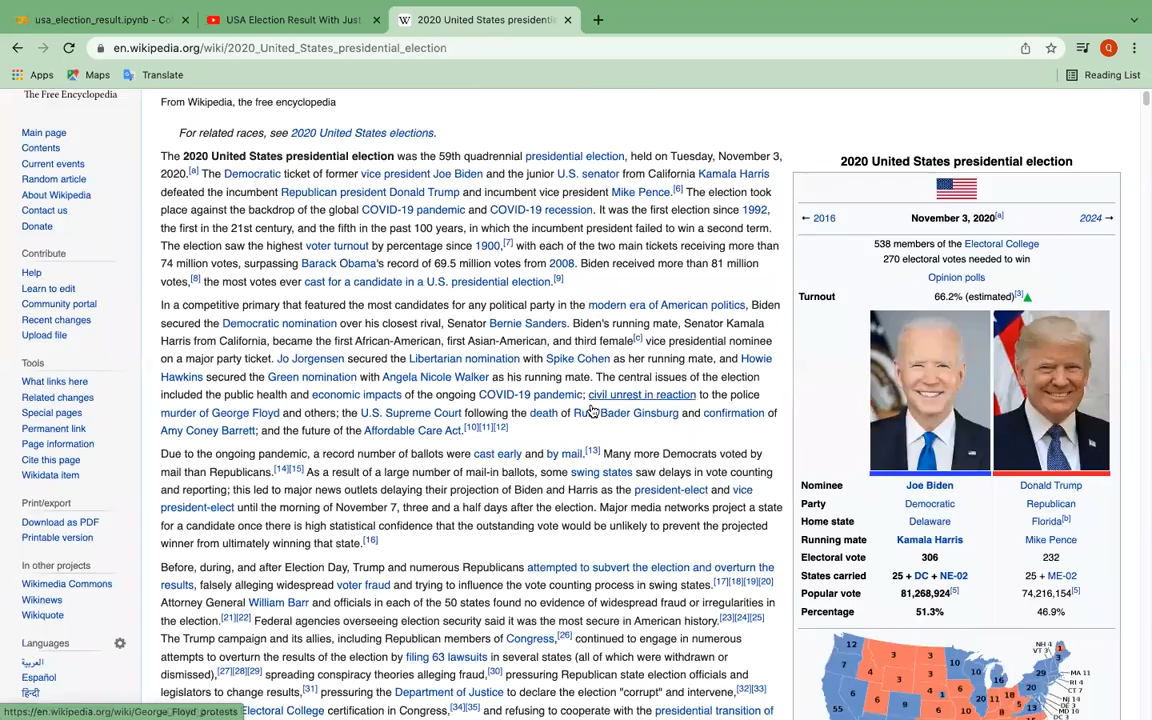 usa_election_result.ipynb - Co
USA Election Result With Just
2020 United States presidenti
en.wikipedia.org/wiki/2020_United_States_presidential_election
Apps
Maps
Translate
Reading List
The Free Encyclopedia
Main page
Contents
Current events
Random article
About Wikipedia
Contact us
Donate
Contribute
Help
Learn to edit
Community portal
Recent changes
Upload file
Tools
What links here
Related changes
Special pages
Permanent link
Page information
Cite this page
Wikidata item
Print/export
Download as PDF
Printable version
In other projects
Wikimedia Commons
Wikinews
Wikiquote
Languages
العربية
Español
हिन्दी
https://en.wikipedia.org/wiki/George_Floyd_protests
From Wikipedia, the free encyclopedia
For related races, see 2020 United States elections.
The 2020 United States presidential election was the 59th quadrennial presidential election, held on Tuesday, November 3,
2020.[a] The Democratic ticket of former vice president Joe Biden and the junior U.S. senator from California Kamala Harris
defeated the incumbent Republican president Donald Trump and incumbent vice president Mike Pence.[6] The election took
place against the backdrop of the global COVID-19 pandemic and COVID-19 recession. It was the first election since 1992,
the first in the 21st century, and the fifth in the past 100 years, in which the incumbent president failed to win a second term.
The election saw the highest voter turnout by percentage since 1900,[7] with each of the two main tickets receiving more than
74 million votes, surpassing Barack Obama's record of 69.5 million votes from 2008. Biden received more than 81 million
votes,[8] the most votes ever cast for a candidate in a U.S. presidential election.[9]
In a competitive primary that featured the most candidates for any political party in the modern era of American politics, Biden
secured the Democratic nomination over his closest rival, Senator Bernie Sanders. Biden's running mate, Senator Kamala
Harris from California, became the first African-American, first Asian-American, and third female[c] vice presidential nominee
on a major party ticket. Jo Jorgensen secured the Libertarian nomination with Spike Cohen as her running mate, and Howie
Hawkins secured the Green nomination with Angela Nicole Walker as his running mate. The central issues of the election
included the public health and economic impacts of the ongoing COVID-19 pandemic; civil unrest in reaction to the police
murder of George Floyd and others; the U.S. Supreme Court following the death of Ruth Bader Ginsburg and confirmation of
Amy Coney Barrett; and the future of the Affordable Care Act.[10][11][12]
Due to the ongoing pandemic, a record number of ballots were cast early and by mail.[13] Many more Democrats voted by
mail than Republicans.[14][15] As a result of a large number of mail-in ballots, some swing states saw delays in vote counting
and reporting; this led to major news outlets delaying their projection of Biden and Harris as the president-elect and vice
president-elect until the morning of November 7, three and a half days after the election. Major media networks project a state
for a candidate once there is high statistical confidence that the outstanding vote would be unlikely to prevent the projected
winner from ultimately winning that state.[16]
Before, during, and after Election Day, Trump and numerous Republicans attempted to subvert the election and overturn the
results, falsely alleging widespread voter fraud and trying to influence the vote counting process in swing states.[17][18][19][20]
Attorney General William Barr and officials in each of the 50 states found no evidence of widespread fraud or irregularities in
the election.[21][22] Federal agencies overseeing election security said it was the most secure in American history.[23][24][25]
The Trump campaign and its allies, including Republican members of Congress,[26] continued to engage in numerous
attempts to overturn the results of the election by filing 63 lawsuits in several states (all of which were withdrawn or
dismissed),[27][28][29] spreading conspiracy theories alleging fraud,[30] pressuring Republican state election officials and
legislators to change results,[31] pressuring the Department of Justice to declare the election "corrupt" and intervene,[32][33]
Electoral College certification in Congress,[34][35] and refusing to cooperate with the presidential transition of
2020 United States presidential election
← 2016 November 3, 2020[a] 2024 →
538 members of the Electoral College
270 electoral votes needed to win
Opinion polls
Turnout 66.2% (estimated)[3]
Nominee Joe Biden Donald Trump
Party Democratic Republican
Home state Delaware Florida[b]
Running mate Kamala Harris Mike Pence
Electoral vote 306 232
States carried 25 + DC + NE-02 25 + ME-02
Popular vote 81,268,924[5] 74,216,154[5]
Percentage 51.3% 46.9%